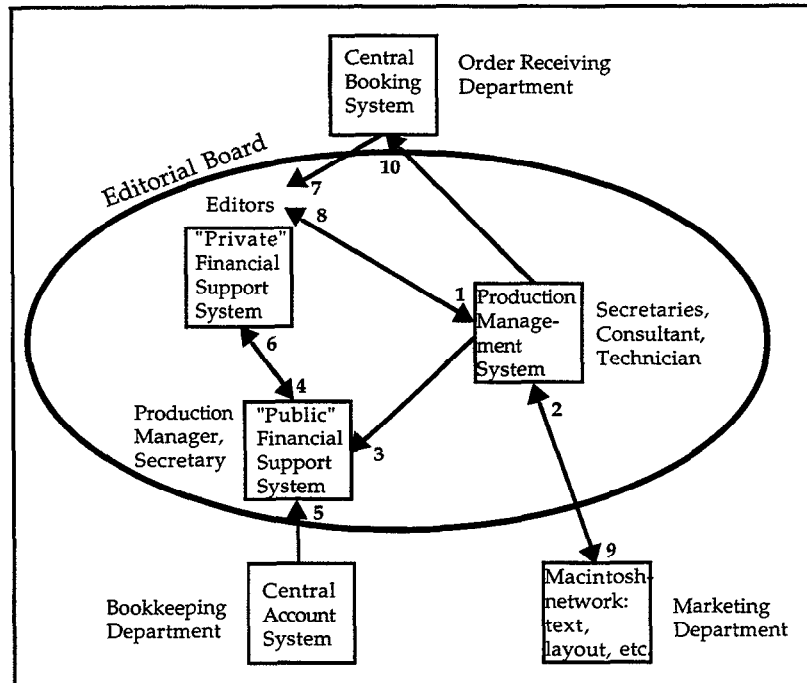 Central
Booking
System
Order Receiving
Department
Editorial Board
10
7
Editors
8
"Private"
Financial
Support
System
1
Production
Manage-
ment
System
Secretaries,
Consultant,
Technician
6
4
2
Production
Manager,
Secretary
"Public"
Financial
Support
System
3
5
9
Bookkeeping
Department
Central
Account
System
Macintosh-
network:
text,
layout, etc.
Marketing
Department